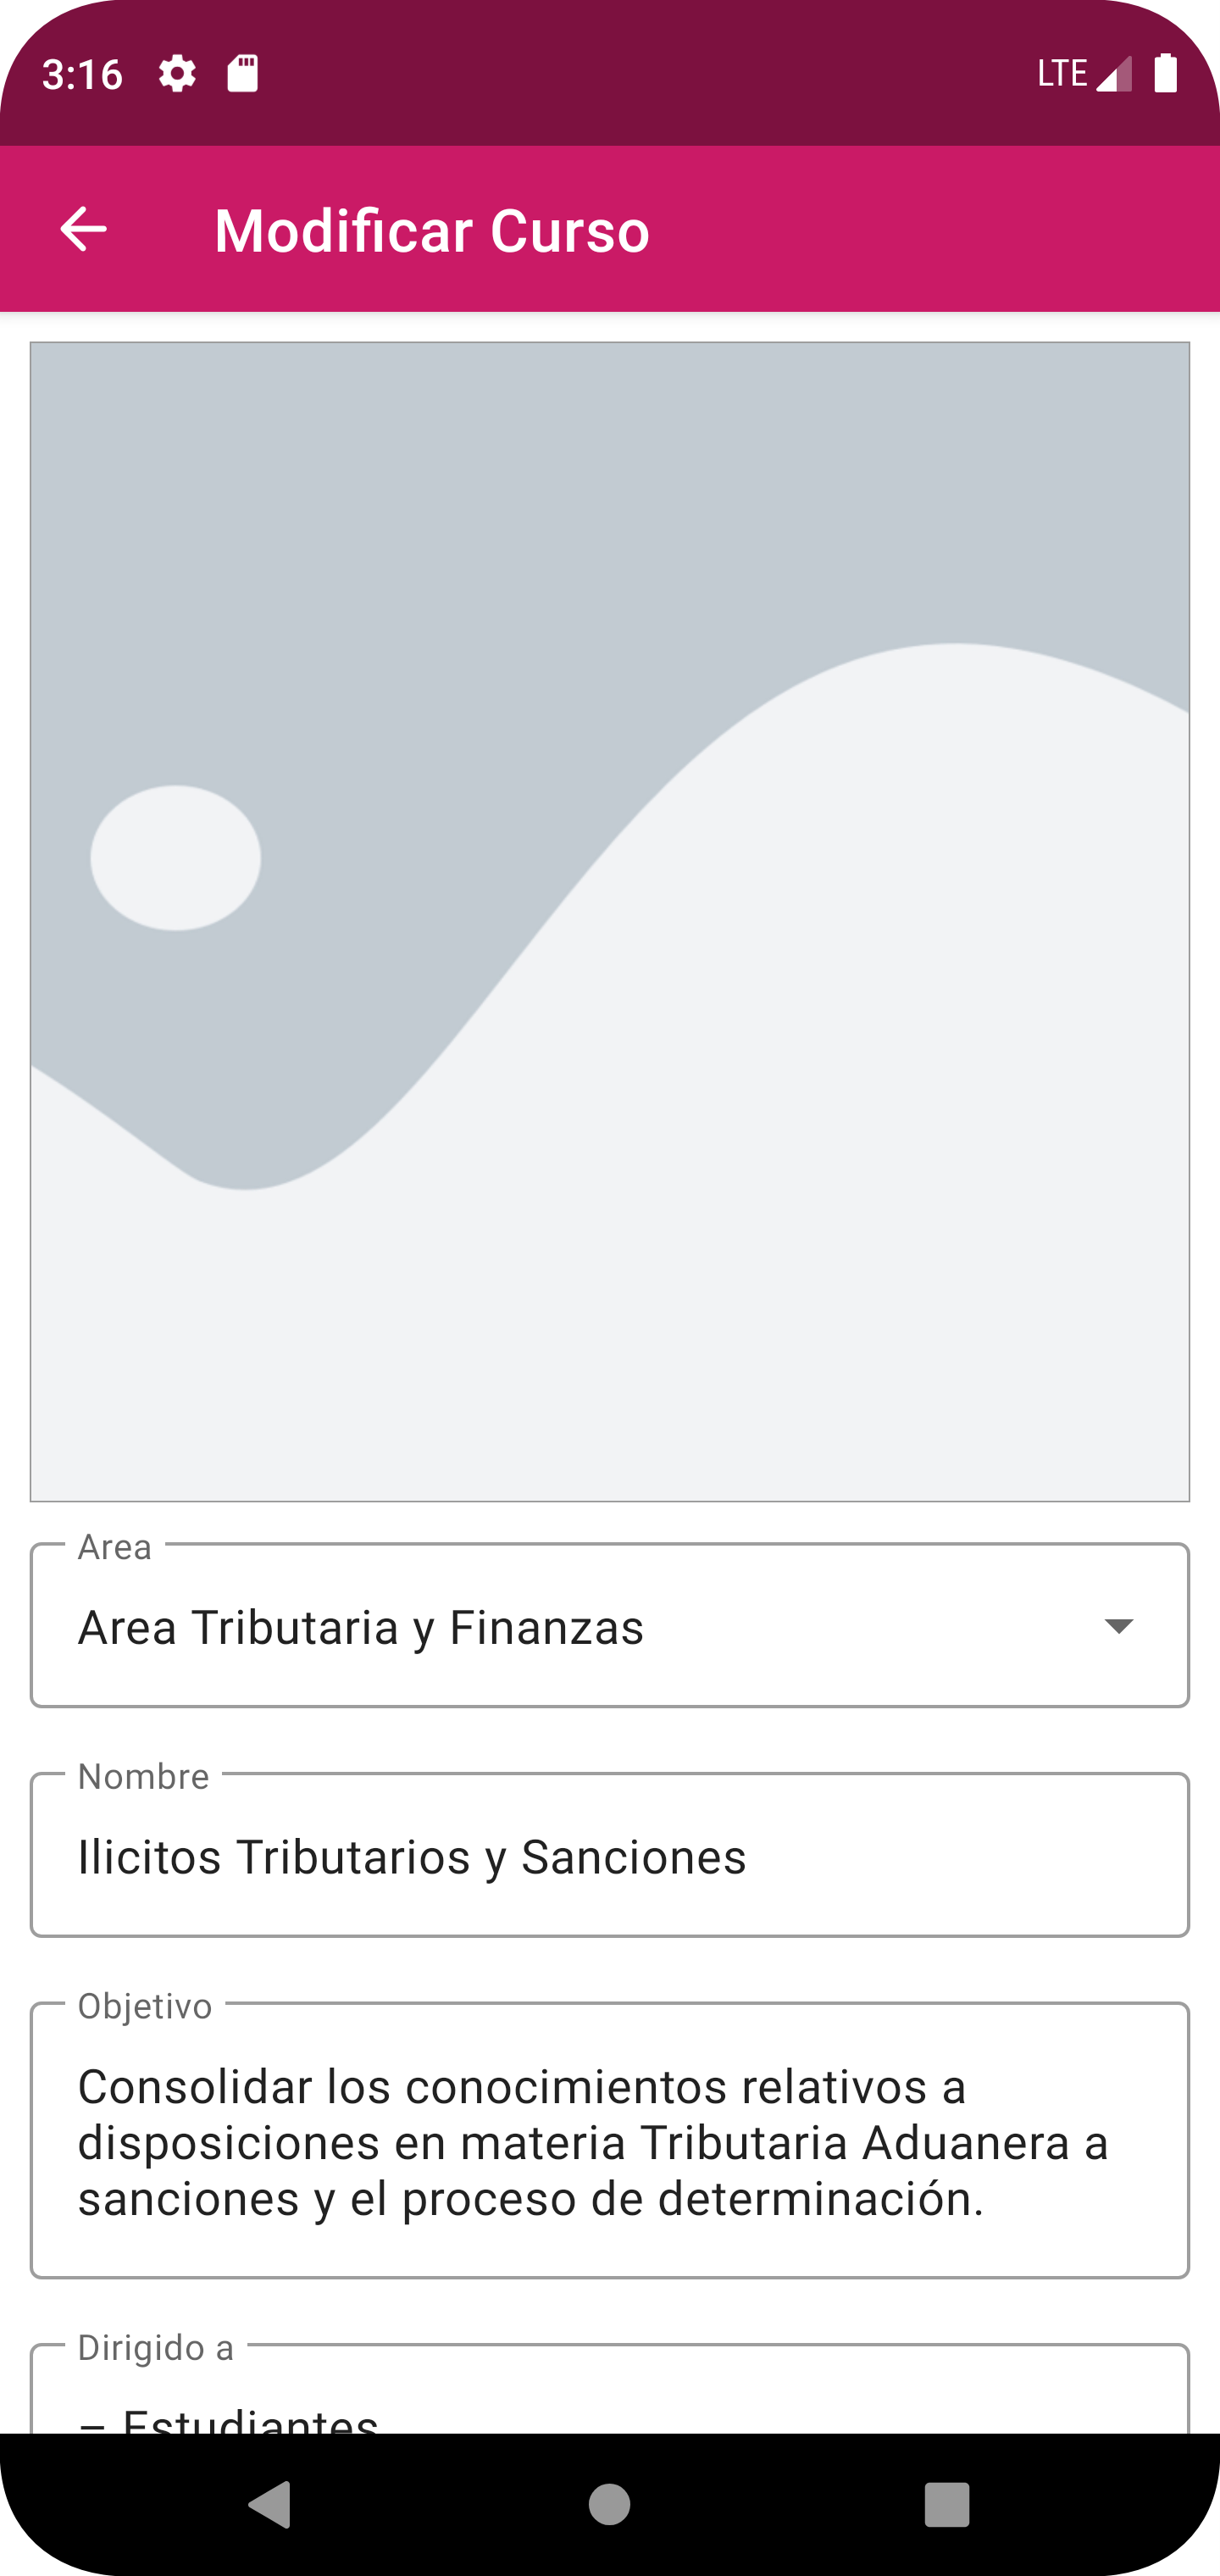 3:16 LTE
Modificar Curso
Area
Area Tributaria y Finanzas
Nombre
Ilicitos Tributarios y Sanciones
Objetivo
Consolidar los conocimientos relativos a
disposiciones en materia Tributaria Aduanera a
sanciones y el proceso de determinación.
Dirigido a
– Estudiantes